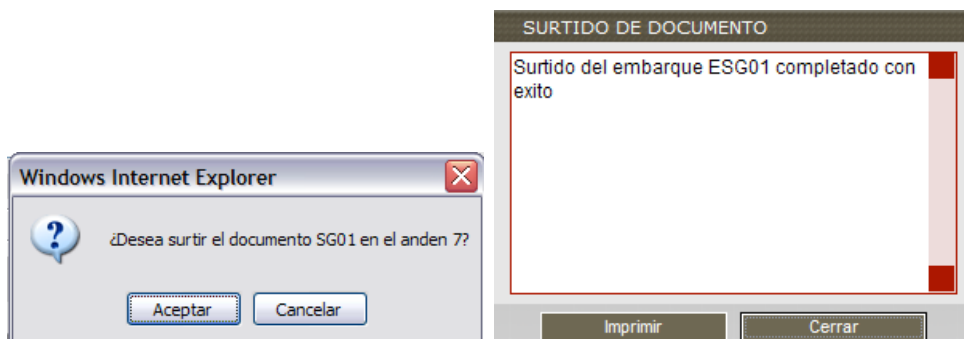 Windows Internet Explorer
¿Desea surtir el documento SG01 en el anden 7?
Aceptar
Cancelar
SURTIDO DE DOCUMENTO
Surtido del embarque ESG01 completado con
exito
Imprimir
Cerrar